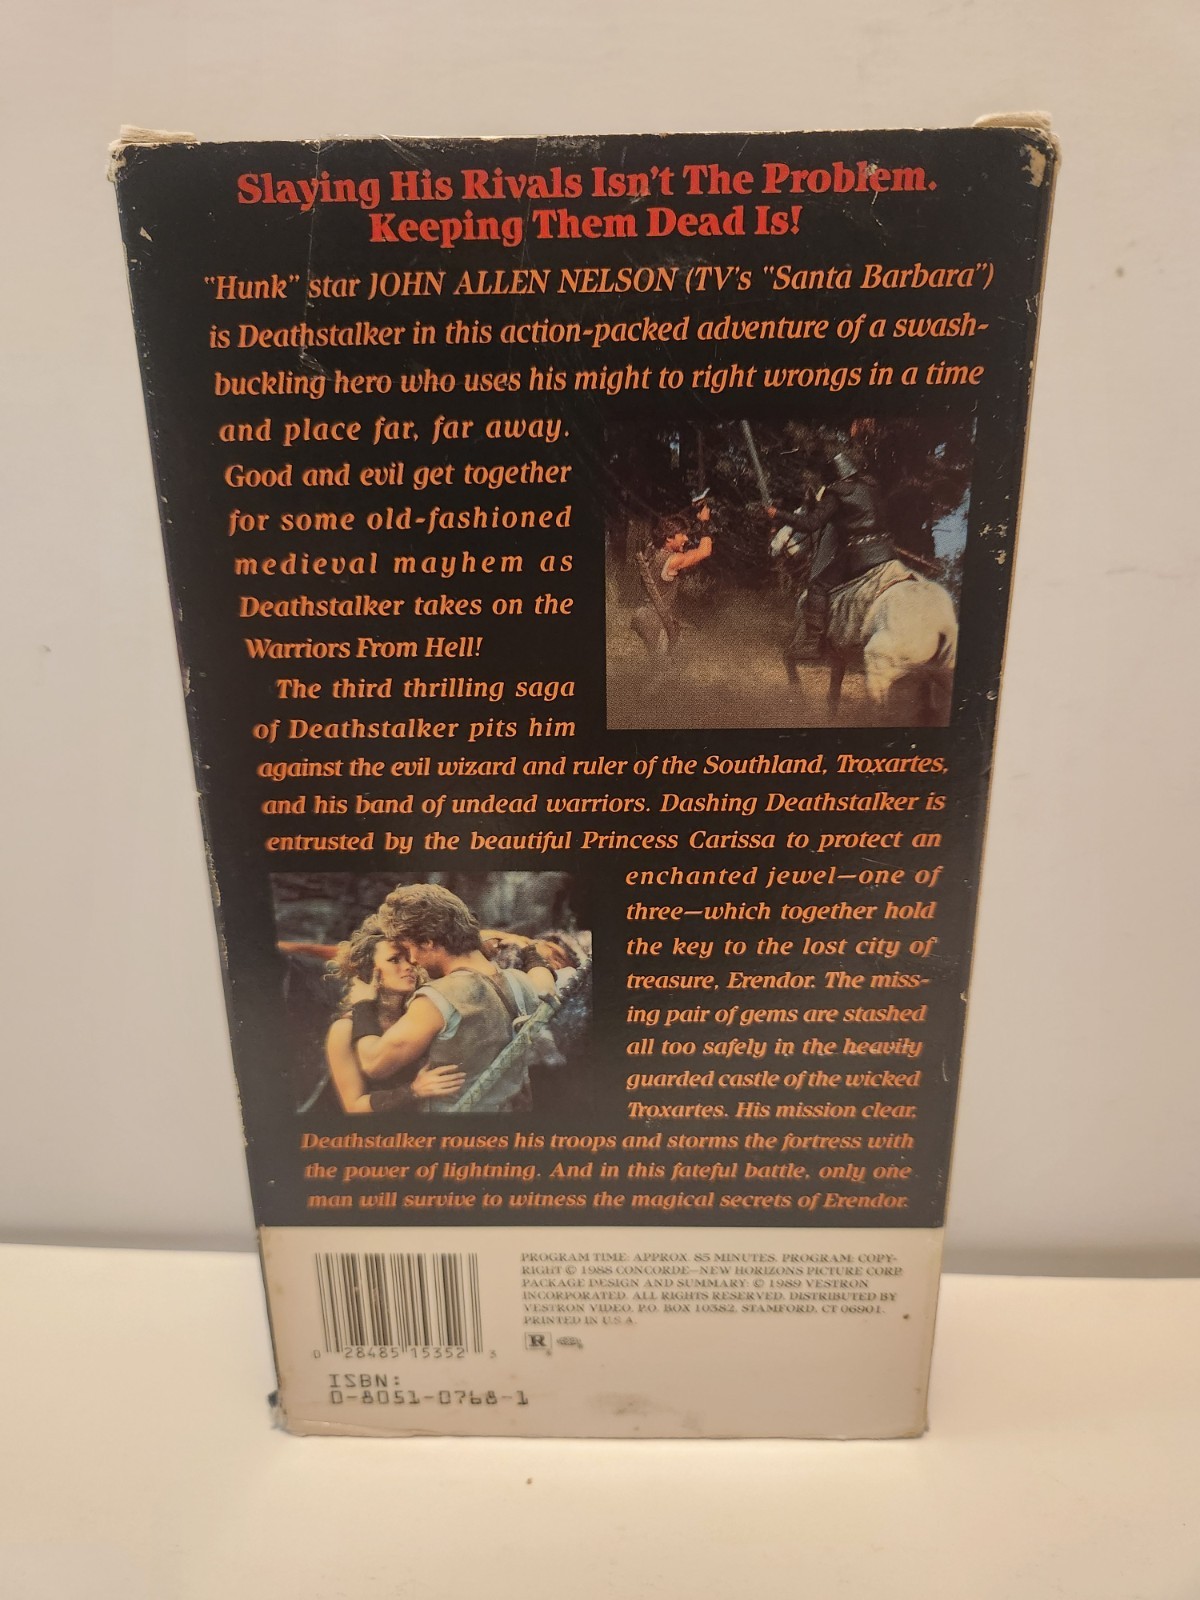 Slaying His Rivals Isn't The Problem.
Keeping Them Dead Is!
"Hunk" star JOHN ALLEN NELSON (TV's "Santa Barbara")
is Deathstalker in this action-packed adventure of a swash-
buckling hero who uses his might to right wrongs in a time
and place far, far away.
Good and evil get together
for some old-fashioned
medieval mayhem as
Deathstalker takes on the
Warriors From Hell!
The third thrilling saga
of Deathstalker pits him
against the evil wizard and ruler of the Southland, Troxartes,
and his band of undead warriors. Dashing Deathstalker is
entrusted by the beautiful Princess Carissa to protect an
enchanted jewel—one of
three—which together hold
the key to the lost city of
treasure, Erendor. The miss-
ing pair of gems are stashed
all too safely in the heavily
guarded castle of the wicked
Troxartes. His mission clear,
Deathstalker rouses his troops and storms the fortress with
the power of lightning. And in this fateful battle, only one
man will survive to witness the magical secrets of Erendor.
PROGRAM TIME: APPROX. 85 MINUTES. PROGRAM: COPY-
RIGHT © 1988 CONCORDE—NEW HORIZONS PICTURE CORP.
PACKAGE DESIGN AND SUMMARY: © 1989 VESTRON
INCORPORATED. ALL RIGHTS RESERVED. DISTRIBUTED BY
VESTRON VIDEO, P.O. BOX 10382, STAMFORD, CT 06901.
PRINTED IN U.S.A.
R
0 28485 15352 3
ISBN:
0-8051-0768-1